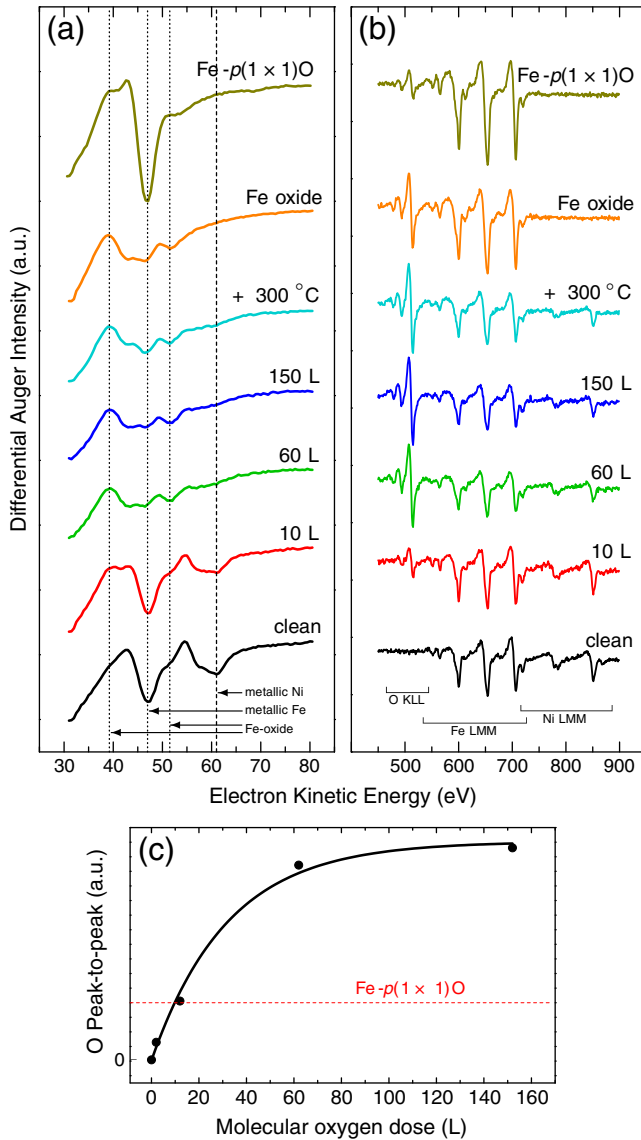 (a)
Fe-p(1 × 1)O
Fe oxide
+ 300 °C
150 L
60 L
10 L
clean
metallic Ni
metallic Fe
Fe-oxide
Differential Auger Intensity (a.u.)
30 40 50 60 70 80
(b)
Fe-p(1 × 1)O
Fe oxide
+ 300 °C
150 L
60 L
10 L
clean
O KLL
Fe LMM
Ni LMM
500 600 700 800 900
Electron Kinetic Energy (eV)
(c)
O Peak-to-peak (a.u.)
Fe-p(1 × 1)O
0
0 20 40 60 80 100 120 140 160
Molecular oxygen dose (L)